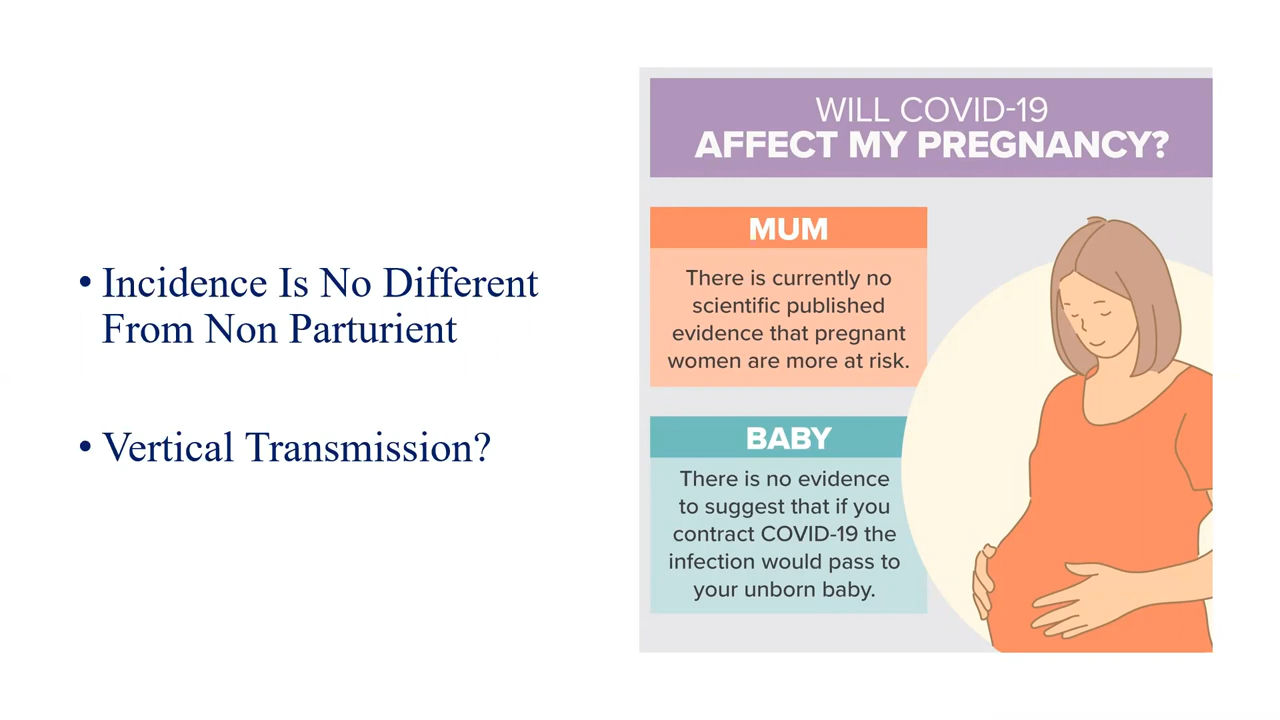 • Incidence Is No Different
From Non Parturient
• Vertical Transmission?
WILL COVID-19
AFFECT MY PREGNANCY?
MUM
There is currently no
scientific published
evidence that pregnant
women are more at risk.
BABY
There is no evidence
to suggest that if you
contract COVID-19 the
infection would pass to
your unborn baby.